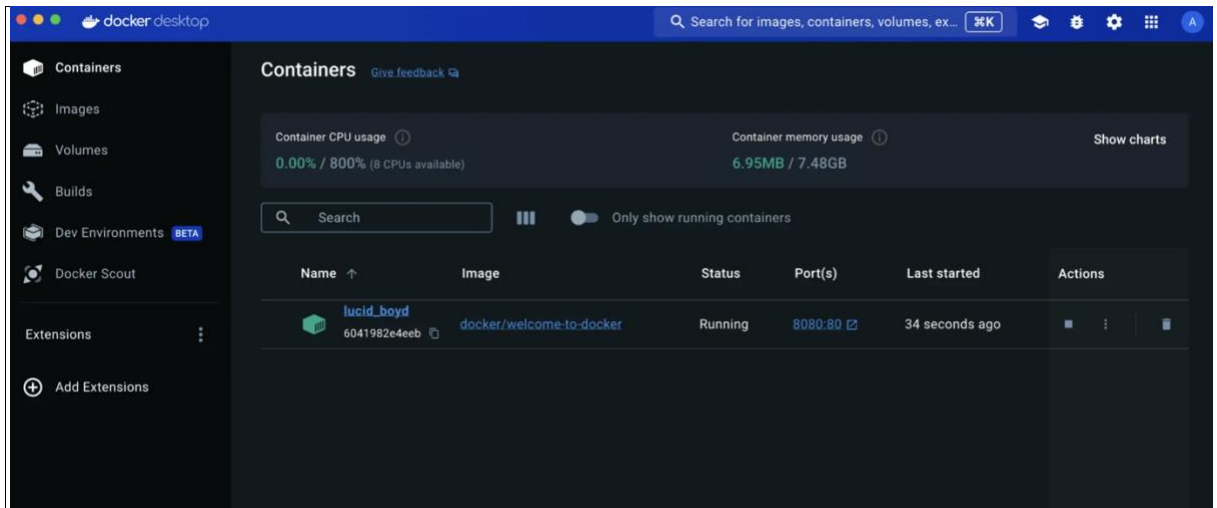 docker desktop
Search for images, containers, volumes, ex... ⌘K
A
Containers
Images
Volumes
Builds
Dev Environments BETA
Docker Scout
Extensions
Add Extensions
Containers Give feedback
Container CPU usage
0.00% / 800% (8 CPUs available)
Container memory usage
6.95MB / 7.48GB
Show charts
Search
Only show running containers
Name ↑ Image Status Port(s) Last started Actions
lucid_boyd
6041982e4eeb
docker/welcome-to-docker Running 8080:80 34 seconds ago